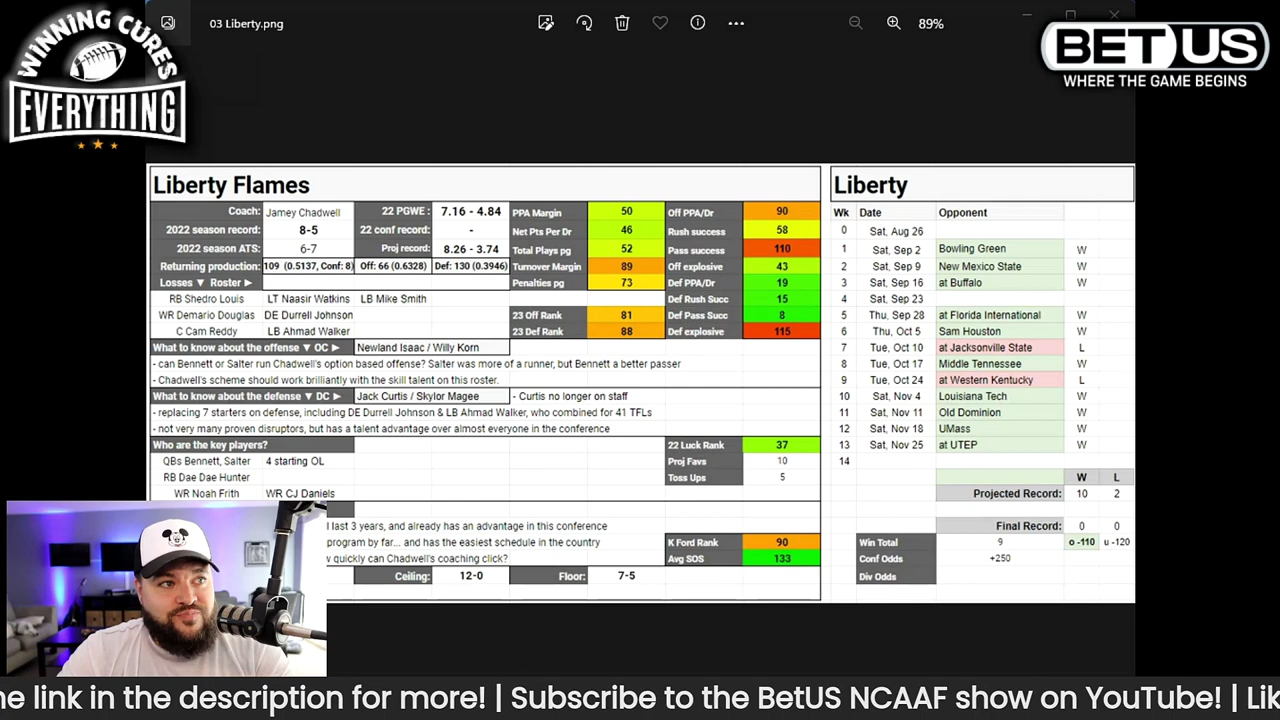 03 Liberty.png
89%
WINNING CURES
EVERYTHING
BETUS
WHERE THE GAME BEGINS
Liberty Flames
Coach: Jamey Chadwell 22 PGWE : 7.16 - 4.84 PPA Margin 50 Off PPA/Dr 90
2022 season record: 8-5 22 conf record: - Net Pts Per Dr 46 Rush success 58
2022 season ATS: 6-7 Proj record: 8.26 - 3.74 Total Plays pg 52 Pass success 110
Returning production: 109 (0.5137, Conf: 8) Off: 66 (0.6328) Def: 130 (0.3946) Turnover Margin 89 Off explosive 43
Losses ▼ Roster ► Penalties pg 73 Def PPA/Dr 19
RB Shedro Louis LT Naasir Watkins LB Mike Smith Def Rush Succ 15
WR Demario Douglas DE Durrell Johnson 23 Off Rank 81 Def Pass Succ 8
C Cam Reddy LB Ahmad Walker 23 Def Rank 88 Def explosive 115
What to know about the offense ▼ OC ► Newland Isaac / Willy Korn
- can Bennett or Salter run Chadwell's option based offense? Salter was more of a runner, but Bennett a better passer
- Chadwell's scheme should work brilliantly with the skill talent on this roster.
What to know about the defense ▼ DC ► Jack Curtis / Skylor Magee - Curtis no longer on staff
- replacing 7 starters on defense, including DE Durrell Johnson & LB Ahmad Walker, who combined for 41 TFLs
- not very many proven disruptors, but has a talent advantage over almost everyone in the conference
Who are the key players? 22 Luck Rank 37
QBs Bennett, Salter 4 starting OL Proj Favs 10
RB Dae Dae Hunter Toss Ups 5
WR Noah Frith WR CJ Daniels
last 3 years, and already has an advantage in this conference
program by far... and has the easiest schedule in the country K Ford Rank 90
quickly can Chadwell's coaching click? Avg SOS 133
Ceiling: 12-0 Floor: 7-5
Liberty
Wk Date Opponent
0 Sat, Aug 26
1 Sat, Sep 2 Bowling Green W
2 Sat, Sep 9 New Mexico State W
3 Sat, Sep 16 at Buffalo W
4 Sat, Sep 23
5 Thu, Sep 28 at Florida International W
6 Thu, Oct 5 Sam Houston W
7 Tue, Oct 10 at Jacksonville State L
8 Tue, Oct 17 Middle Tennessee W
9 Tue, Oct 24 at Western Kentucky L
10 Sat, Nov 4 Louisiana Tech W
11 Sat, Nov 11 Old Dominion W
12 Sat, Nov 18 UMass W
13 Sat, Nov 25 at UTEP W
14
W L
Projected Record: 10 2
Final Record: 0 0
Win Total 9 o -110 u -120
Conf Odds +250
Div Odds
link in the description for more! | Subscribe to the BetUS NCAAF show on YouTube! |